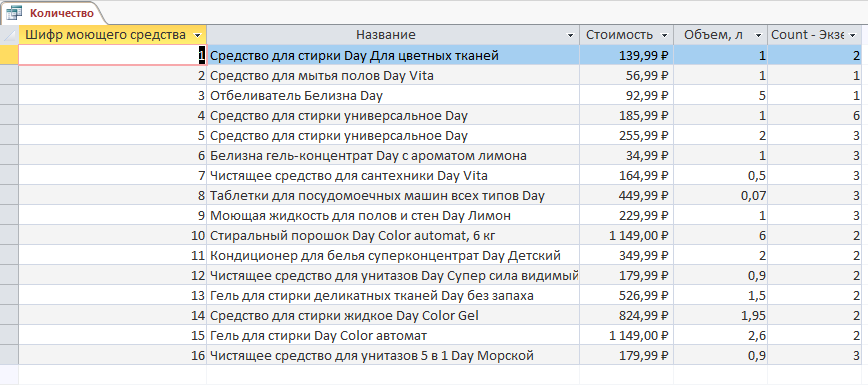 Количество
Шифр моющего средства Название Стоимость Объем, л Count - Экзе
1 Средство для стирки Day Для цветных тканей 139,99 ₽ 1 2
2 Средство для мытья полов Day Vita 56,99 ₽ 1 1
3 Отбеливатель Белизна Day 92,99 ₽ 5 1
4 Средство для стирки универсальное Day 185,99 ₽ 1 6
5 Средство для стирки универсальное Day 255,99 ₽ 2 3
6 Белизна гель-концентрат Day с ароматом лимона 34,99 ₽ 1 3
7 Чистящее средство для сантехники Day Vita 164,99 ₽ 0,5 3
8 Таблетки для посудомоечных машин всех типов Day 449,99 ₽ 0,07 3
9 Моющая жидкость для полов и стен Day Лимон 229,99 ₽ 1 3
10 Стиральный порошок Day Color automat, 6 кг 1 149,00 ₽ 6 2
11 Кондиционер для белья суперконцентрат Day Детский 349,99 ₽ 2 2
12 Чистящее средство для унитазов Day Супер сила видимый 179,99 ₽ 0,9 2
13 Гель для стирки деликатных тканей Day без запаха 526,99 ₽ 1,5 2
14 Средство для стирки жидкое Day Color Gel 824,99 ₽ 1,95 2
15 Гель для стирки Day Color автомат 1 149,00 ₽ 2,6 2
16 Чистящее средство для унитазов 5 в 1 Day Морской 179,99 ₽ 0,9 3